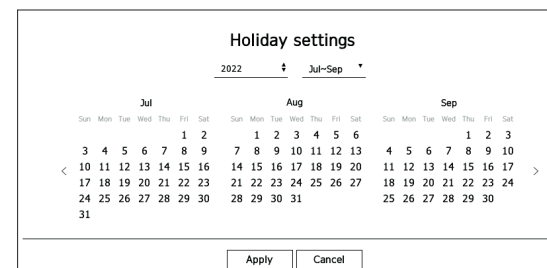 Holiday settings
2022 Jul~Sep
Jul
Sun Mon Tue Wed Thu Fri Sat
1 2
3 4 5 6 7 8 9
10 11 12 13 14 15 16
17 18 19 20 21 22 23
24 25 26 27 28 29 30
31
Aug
Sun Mon Tue Wed Thu Fri Sat
1 2 3 4 5 6
7 8 9 10 11 12 13
14 15 16 17 18 19 20
21 22 23 24 25 26 27
28 29 30 31
Sep
Sun Mon Tue Wed Thu Fri Sat
1 2 3
4 5 6 7 8 9 10
11 12 13 14 15 16 17
18 19 20 21 22 23 24
25 26 27 28 29 30
Apply Cancel